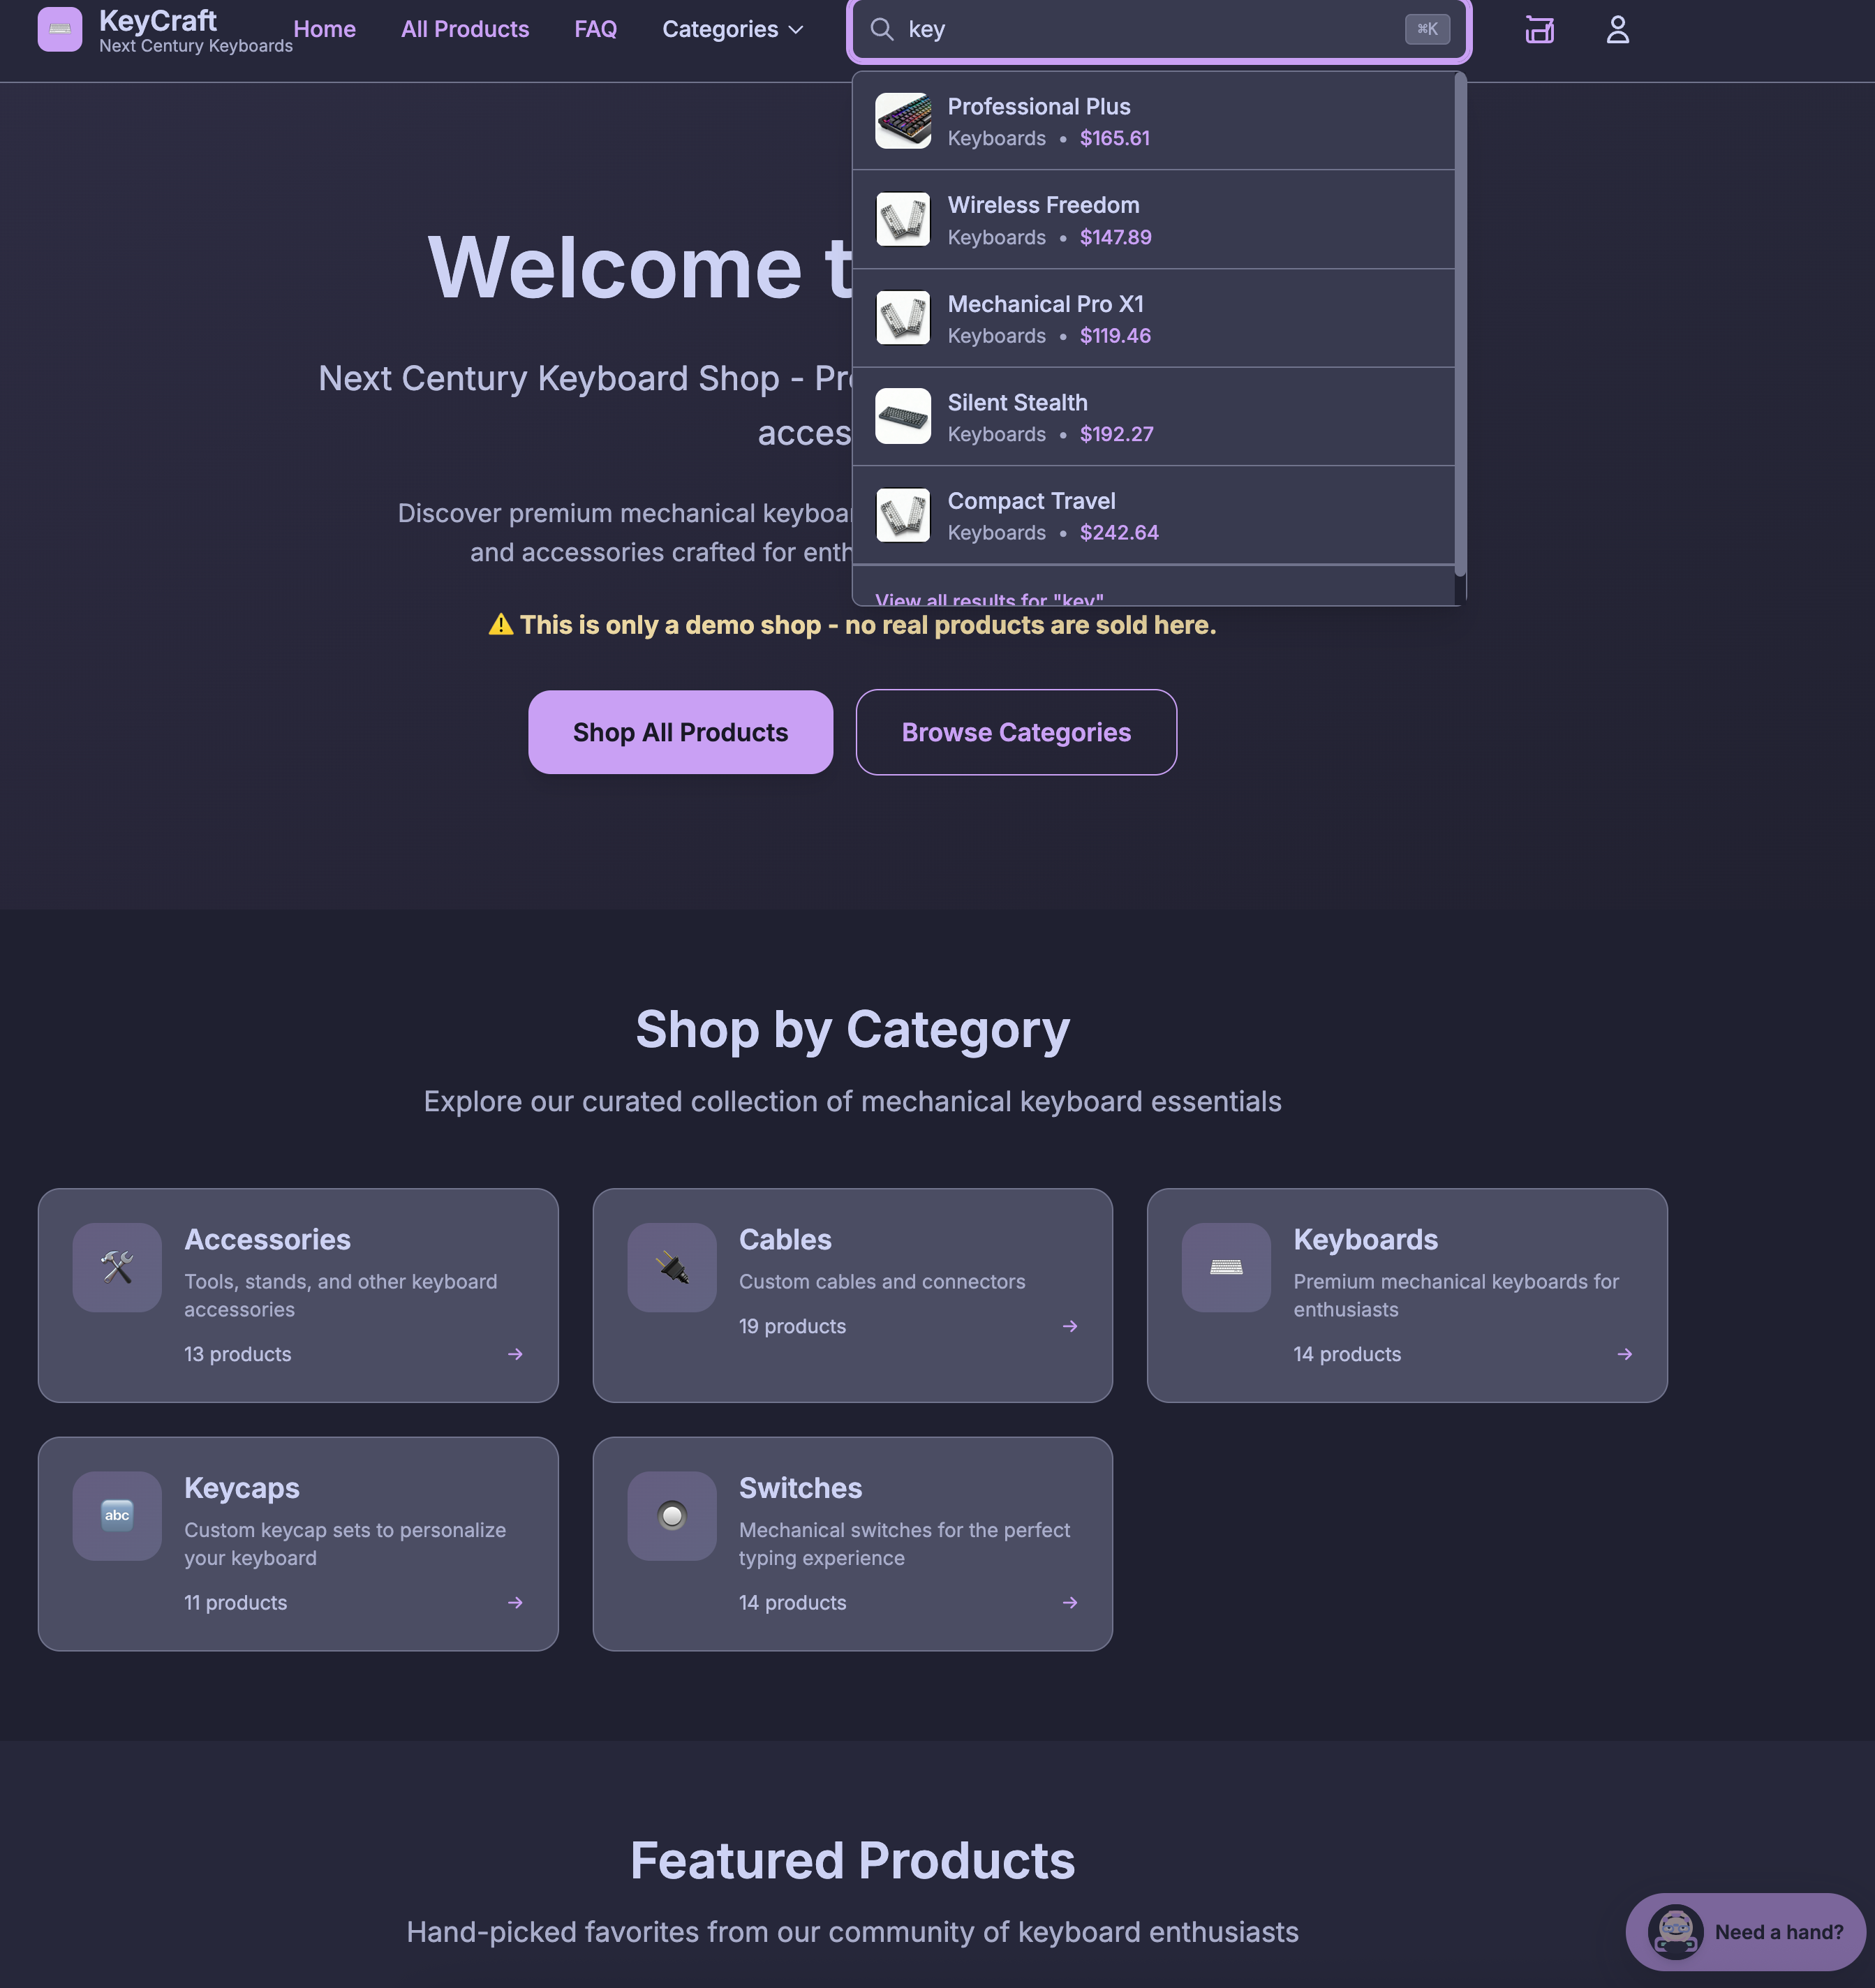 KeyCraft
Next Century Keyboards
Home
All Products
FAQ
Categories
key
⌘K
Professional Plus
Keyboards • $165.61
Wireless Freedom
Keyboards • $147.89
Mechanical Pro X1
Keyboards • $119.46
Silent Stealth
Keyboards • $192.27
Compact Travel
Keyboards • $242.64
View all results for "key"
Welcome t
Next Century Keyboard Shop - Pr
acces
Discover premium mechanical keyboar
and accessories crafted for enth
⚠️ This is only a demo shop - no real products are sold here.
Shop All Products
Browse Categories
Shop by Category
Explore our curated collection of mechanical keyboard essentials
Accessories
Tools, stands, and other keyboard
accessories
13 products
Cables
Custom cables and connectors
19 products
Keyboards
Premium mechanical keyboards for
enthusiasts
14 products
abc
Keycaps
Custom keycap sets to personalize
your keyboard
11 products
Switches
Mechanical switches for the perfect
typing experience
14 products
Featured Products
Hand-picked favorites from our community of keyboard enthusiasts
Need a hand?